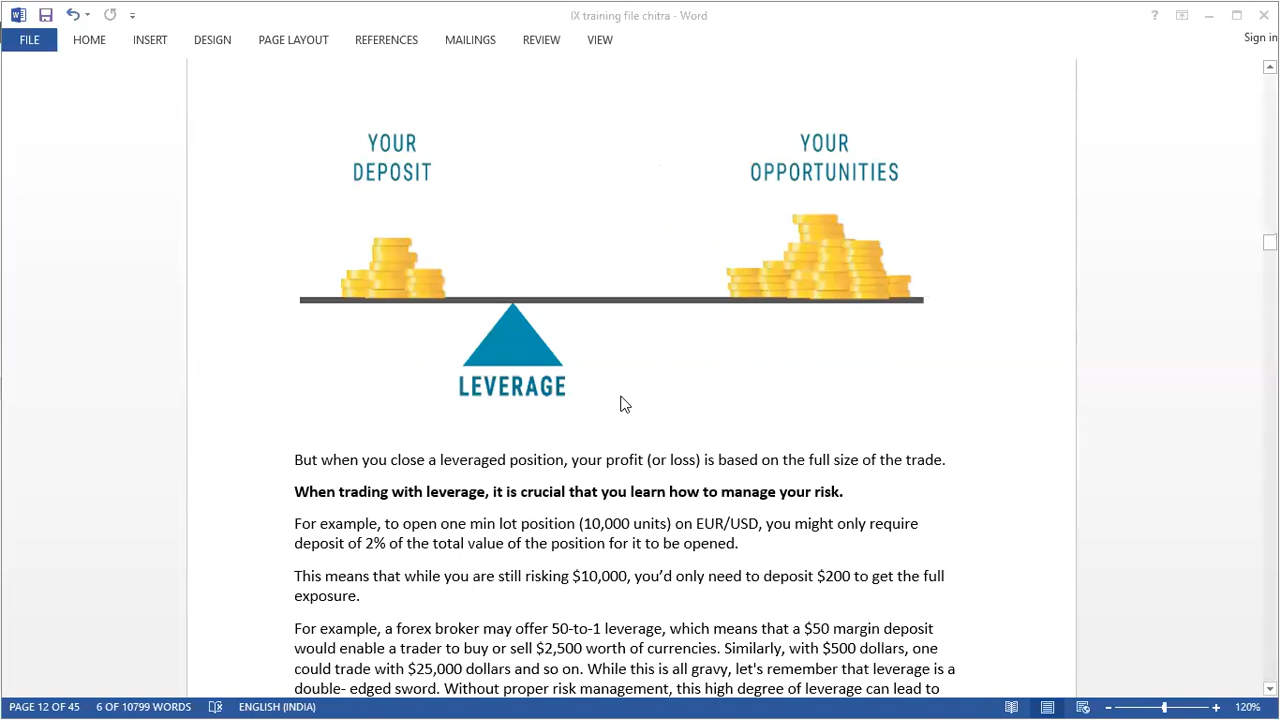 IX training file chitra - Word
?
FILE HOME INSERT DESIGN PAGE LAYOUT REFERENCES MAILINGS REVIEW VIEW
Sign in
YOUR
DEPOSIT
YOUR
OPPORTUNITIES
LEVERAGE
But when you close a leveraged position, your profit (or loss) is based on the full size of the trade.
When trading with leverage, it is crucial that you learn how to manage your risk.
For example, to open one min lot position (10,000 units) on EUR/USD, you might only require
deposit of 2% of the total value of the position for it to be opened.
This means that while you are still risking $10,000, you’d only need to deposit $200 to get the full
exposure.
For example, a forex broker may offer 50-to-1 leverage, which means that a $50 margin deposit
would enable a trader to buy or sell $2,500 worth of currencies. Similarly, with $500 dollars, one
could trade with $25,000 dollars and so on. While this is all gravy, let's remember that leverage is a
double- edged sword. Without proper risk management, this high degree of leverage can lead to
PAGE 12 OF 45 6 OF 10799 WORDS ENGLISH (INDIA) 120%